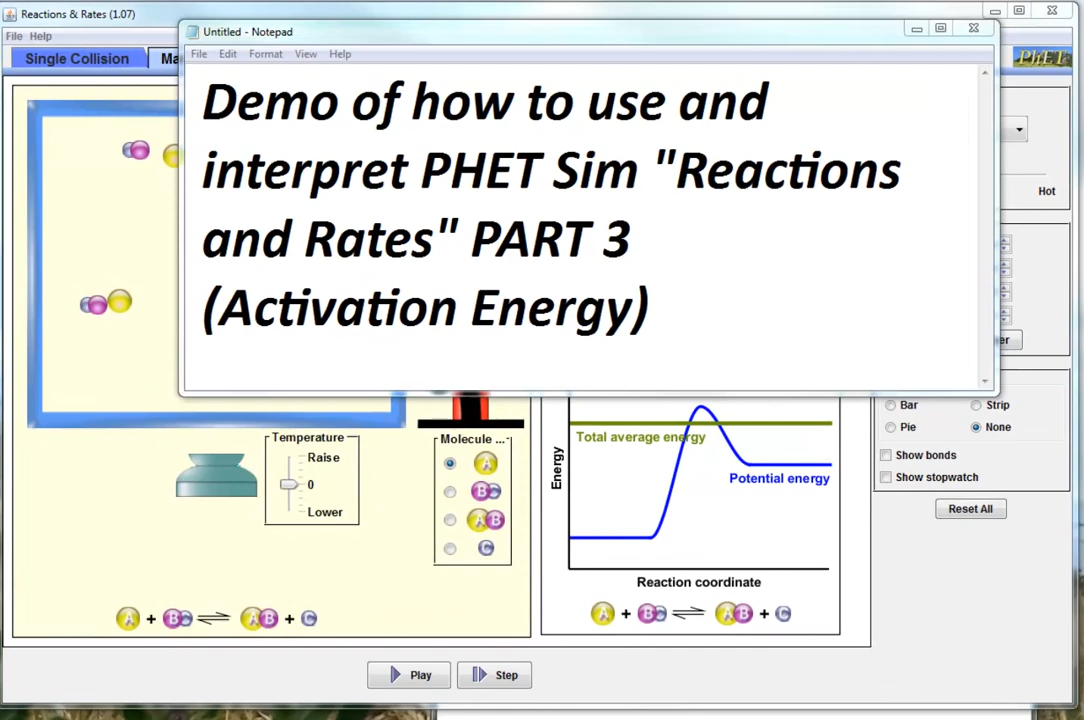 Reactions & Rates (1.07)
File Help
Single Collision
Ma
PhET
Untitled - Notepad
File Edit Format View Help
Demo of how to use and
interpret PHET Sim "Reactions
and Rates" PART 3
(Activation Energy)
Hot
er
Bar
Strip
Pie
None
Show bonds
Show stopwatch
Reset All
Temperature
Raise
0
Lower
Molecule ...
A
B C
A B
C
A + B C ⇌ A B + C
Energy
Total average energy
Potential energy
Reaction coordinate
A + B C ⇌ A B + C
Play
Step